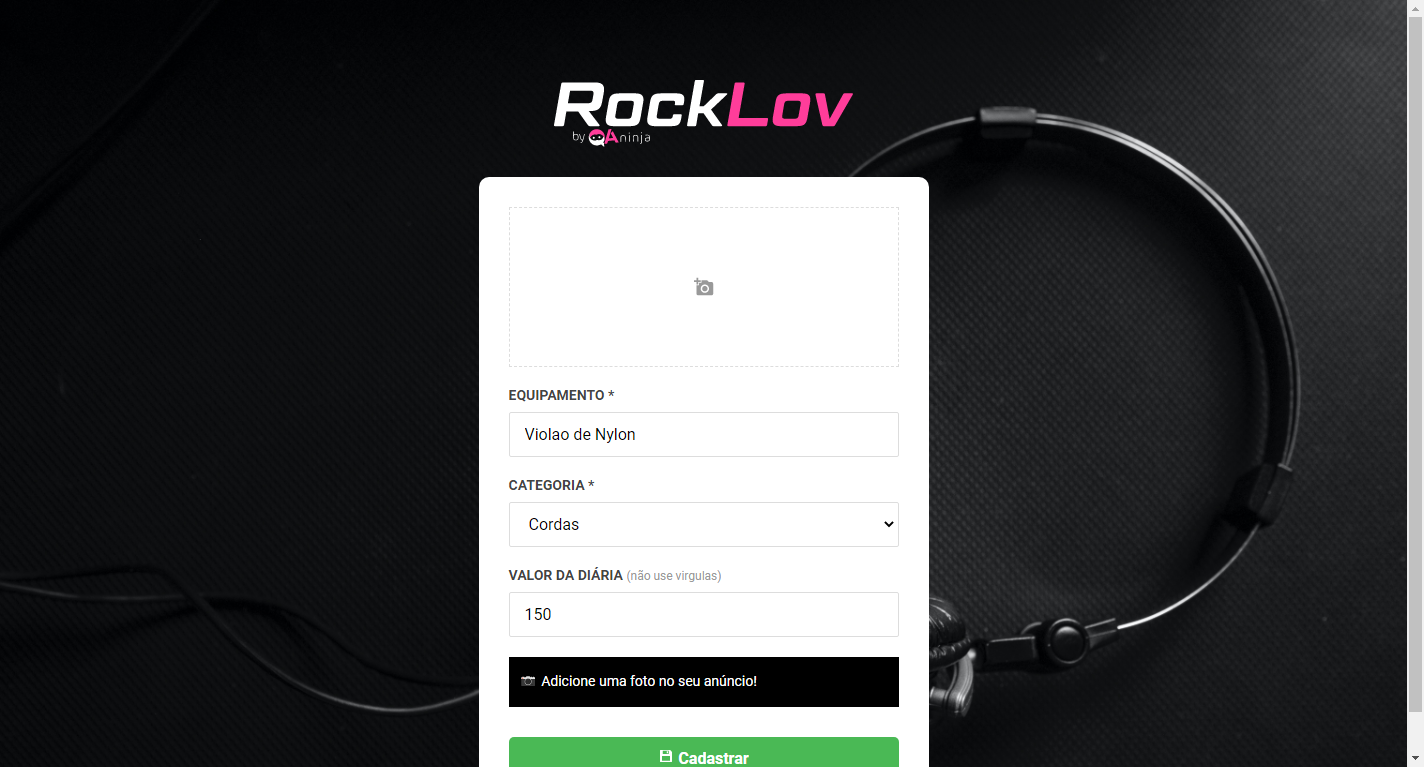 RockLov
by QAninja
EQUIPAMENTO *
Violao de Nylon
CATEGORIA *
Cordas
VALOR DA DIÁRIA (não use virgulas)
150
Adicione uma foto no seu anúncio!
Cadastrar